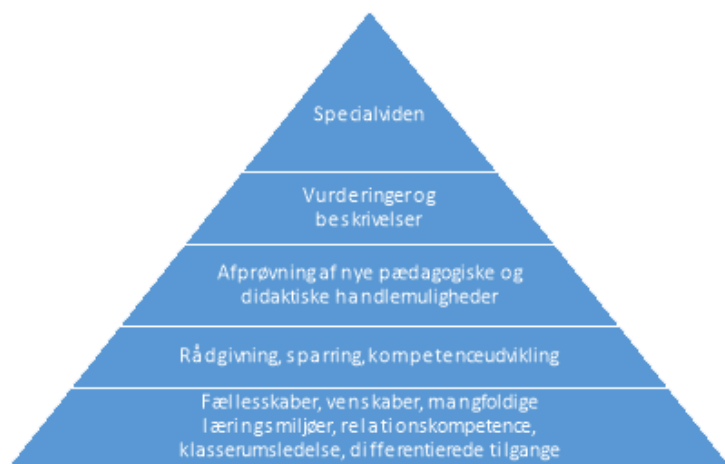 Specialviden
Vurderinger og
beskrivelser
Afprøvning af nye pædagogiske og
didaktiske handlemuligheder
Rådgivning, sparring, kompetenceudvikling
Fællesskaber, venskaber, mangfoldige
læringsmiljøer, relationskompetence,
klasserumsledelse, differentierede tilgange